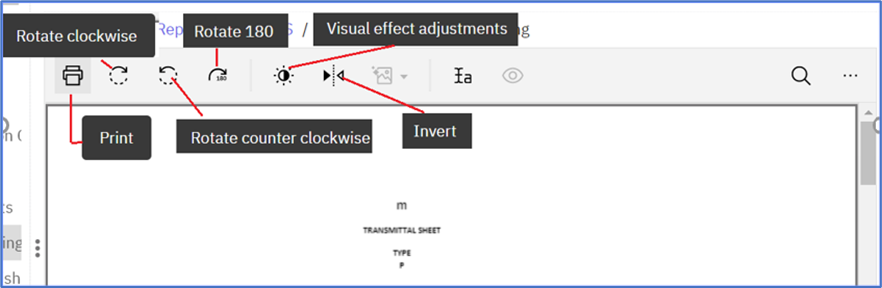 Rep S / ng
Rotate clockwise
Rotate 180
Visual effect adjustments
180
a
Print
Rotate counter clockwise
Invert
n C
ts
ing
sh
m
TRANSMITTAL SHEET
TYPE
P